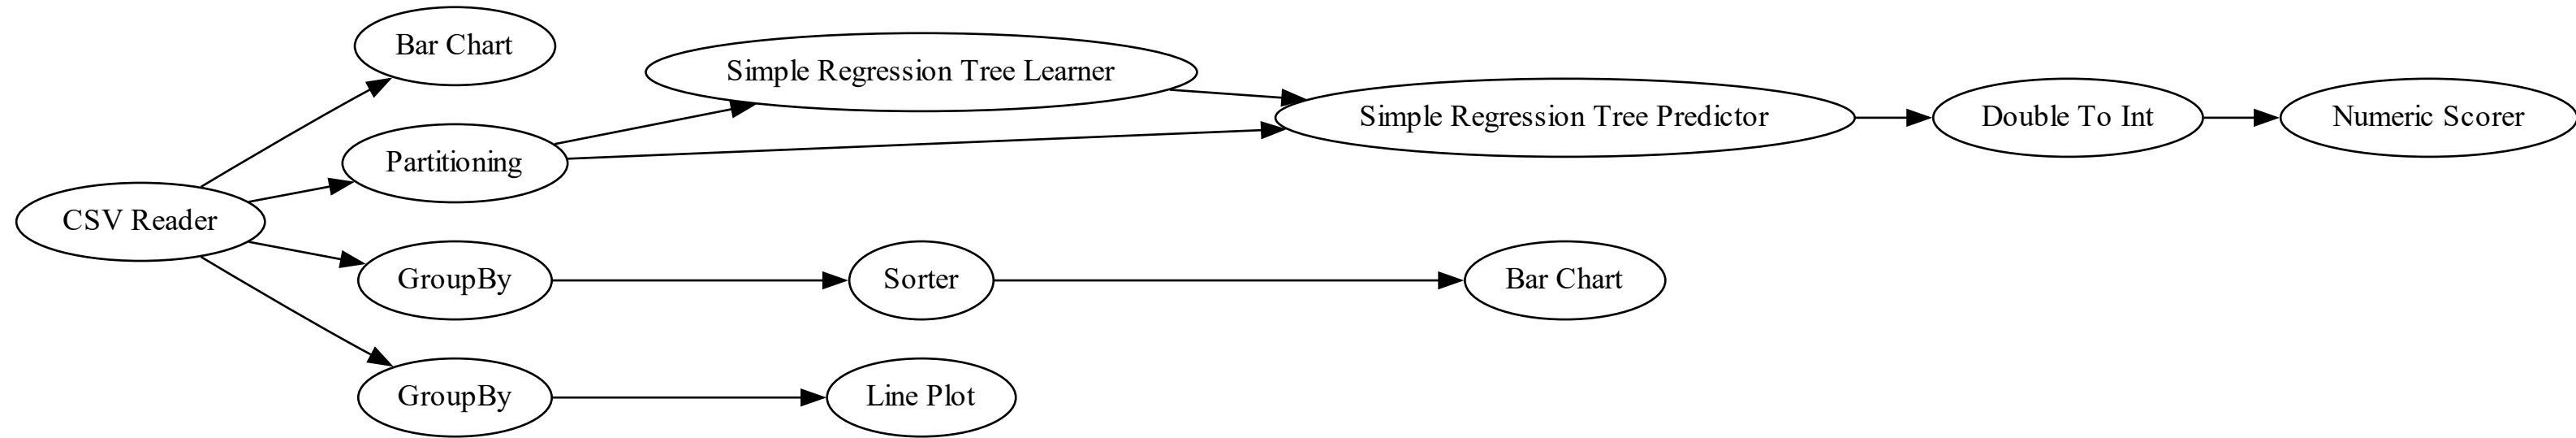 Bar Chart
Simple Regression Tree Learner
Simple Regression Tree Predictor
Double To Int
Numeric Scorer
Partitioning
CSV Reader
GroupBy
Sorter
Bar Chart
GroupBy
Line Plot